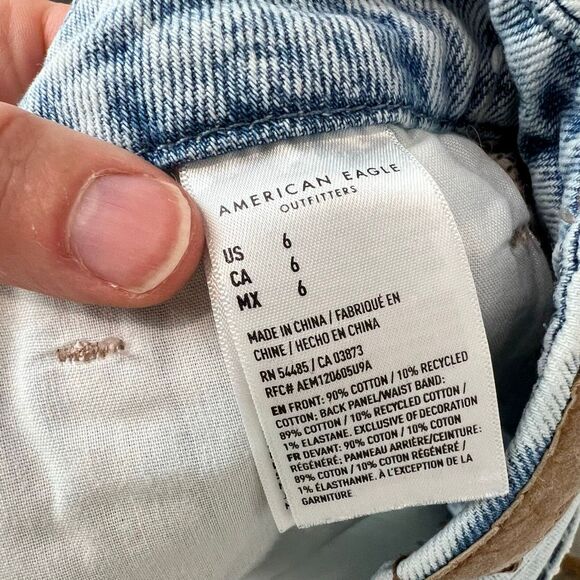 AMERICAN EAGLE
OUTFITTERS
US 6
CA 6
MX 6
MADE IN CHINA / FABRIQUÉ EN
CHINE / HECHO EN CHINA
RN 54485 / CA 03873
RFC# AEM120605U9A
EN FRONT: 90% COTTON / 10% RECYCLED
COTTON: BACK PANEL/WAIST BAND:
89% COTTON / 10% RECYCLED COTTON /
1% ELASTANE. EXCLUSIVE OF DECORATION
FR DEVANT: 90% COTON / 10% COTON
RÉGÉNÉRÉ: PANNEAU ARRIÈRE/CEINTURE:
89% COTON / 10% COTON RÉGÉNÉRÉ /
1% ÉLASTHANNE. À L'EXCEPTION DE LA
GARNITURE